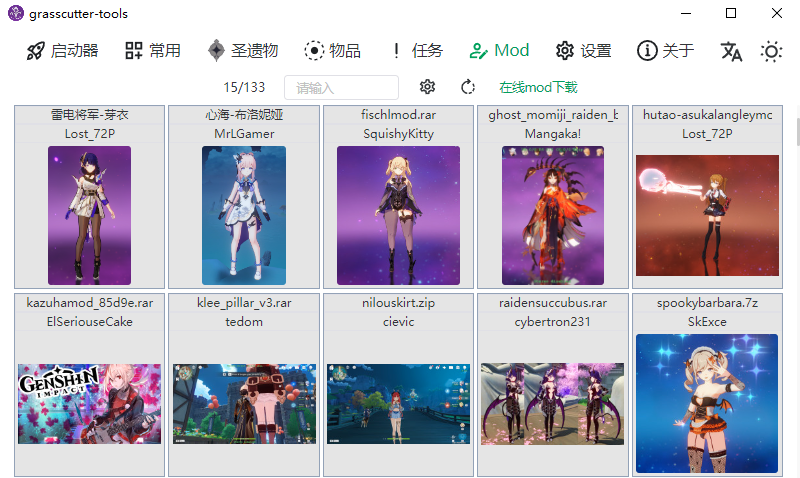 grasscutter-tools
启动器 常用 圣遗物 物品 任务 Mod 设置 关于
15/133 请输入 在线mod下载
雷电将军-芽衣
Lost_72P
心海-布洛妮娅
MrLGamer
fischlmod.rar
SquishyKitty
ghost_momiji_raiden_b
Mangaka!
hutao-asukalangleymc
Lost_72P
kazuhamod_85d9e.rar
ElSeriouseCake
GENSHIN
IMPACT
klee_pillar_v3.rar
tedom
nilouskirt.zip
cievic
raidensuccubus.rar
cybertron231
spookybarbara.7z
SkExce